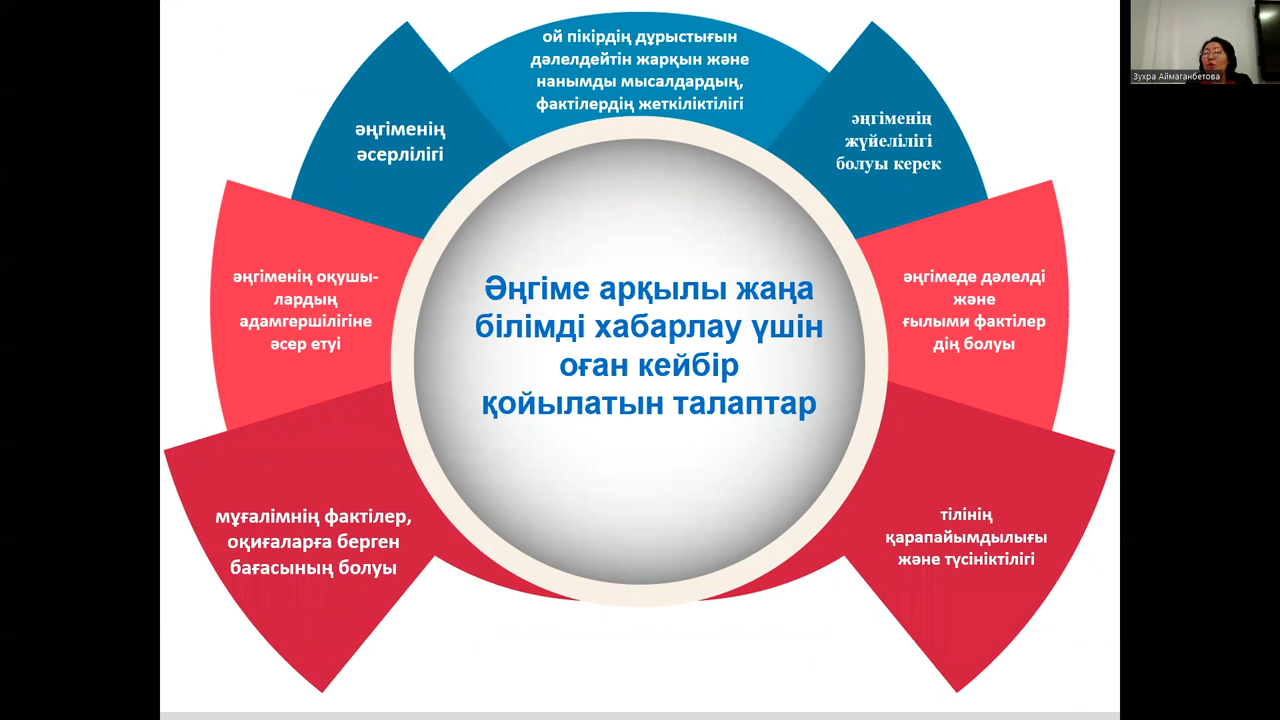 ой пікірдің дұрыстығын
дәлелдейтін жарқын және
нанымды мысалдардың,
фактілердің жеткіліктілігі
әңгіменің
әсерлілігі
әңгіменің
жүйелілігі
болуы керек
әңгіменің оқушы-
лардың
адамгершілігіне
әсер етуі
әңгімеде дәлелді
және
ғылыми фактілер
дің болуы
Әңгіме арқылы жаңа
білімді хабарлау үшін
оған кейбір
қойылатын талаптар
мұғалімнің фактілер,
оқиғаларға берген
бағасының болуы
тілінің
қарапайымдылығы
және түсініктілігі
Зухра Аймаганбетова